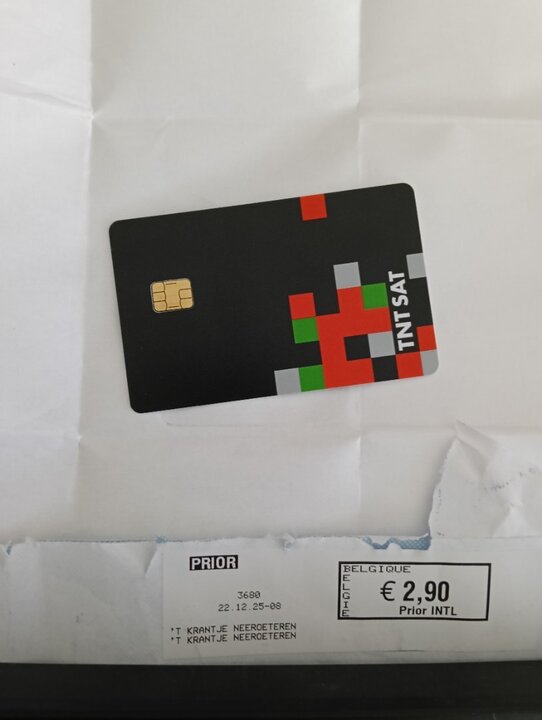 TNT SAT
PRIOR
3680
22.12.25-08
'T KRANTJE NEEROETEREN
'T KRANTJE NEEROETEREN
BELGIQUE
BELGIE
€ 2,90
Prior INTL